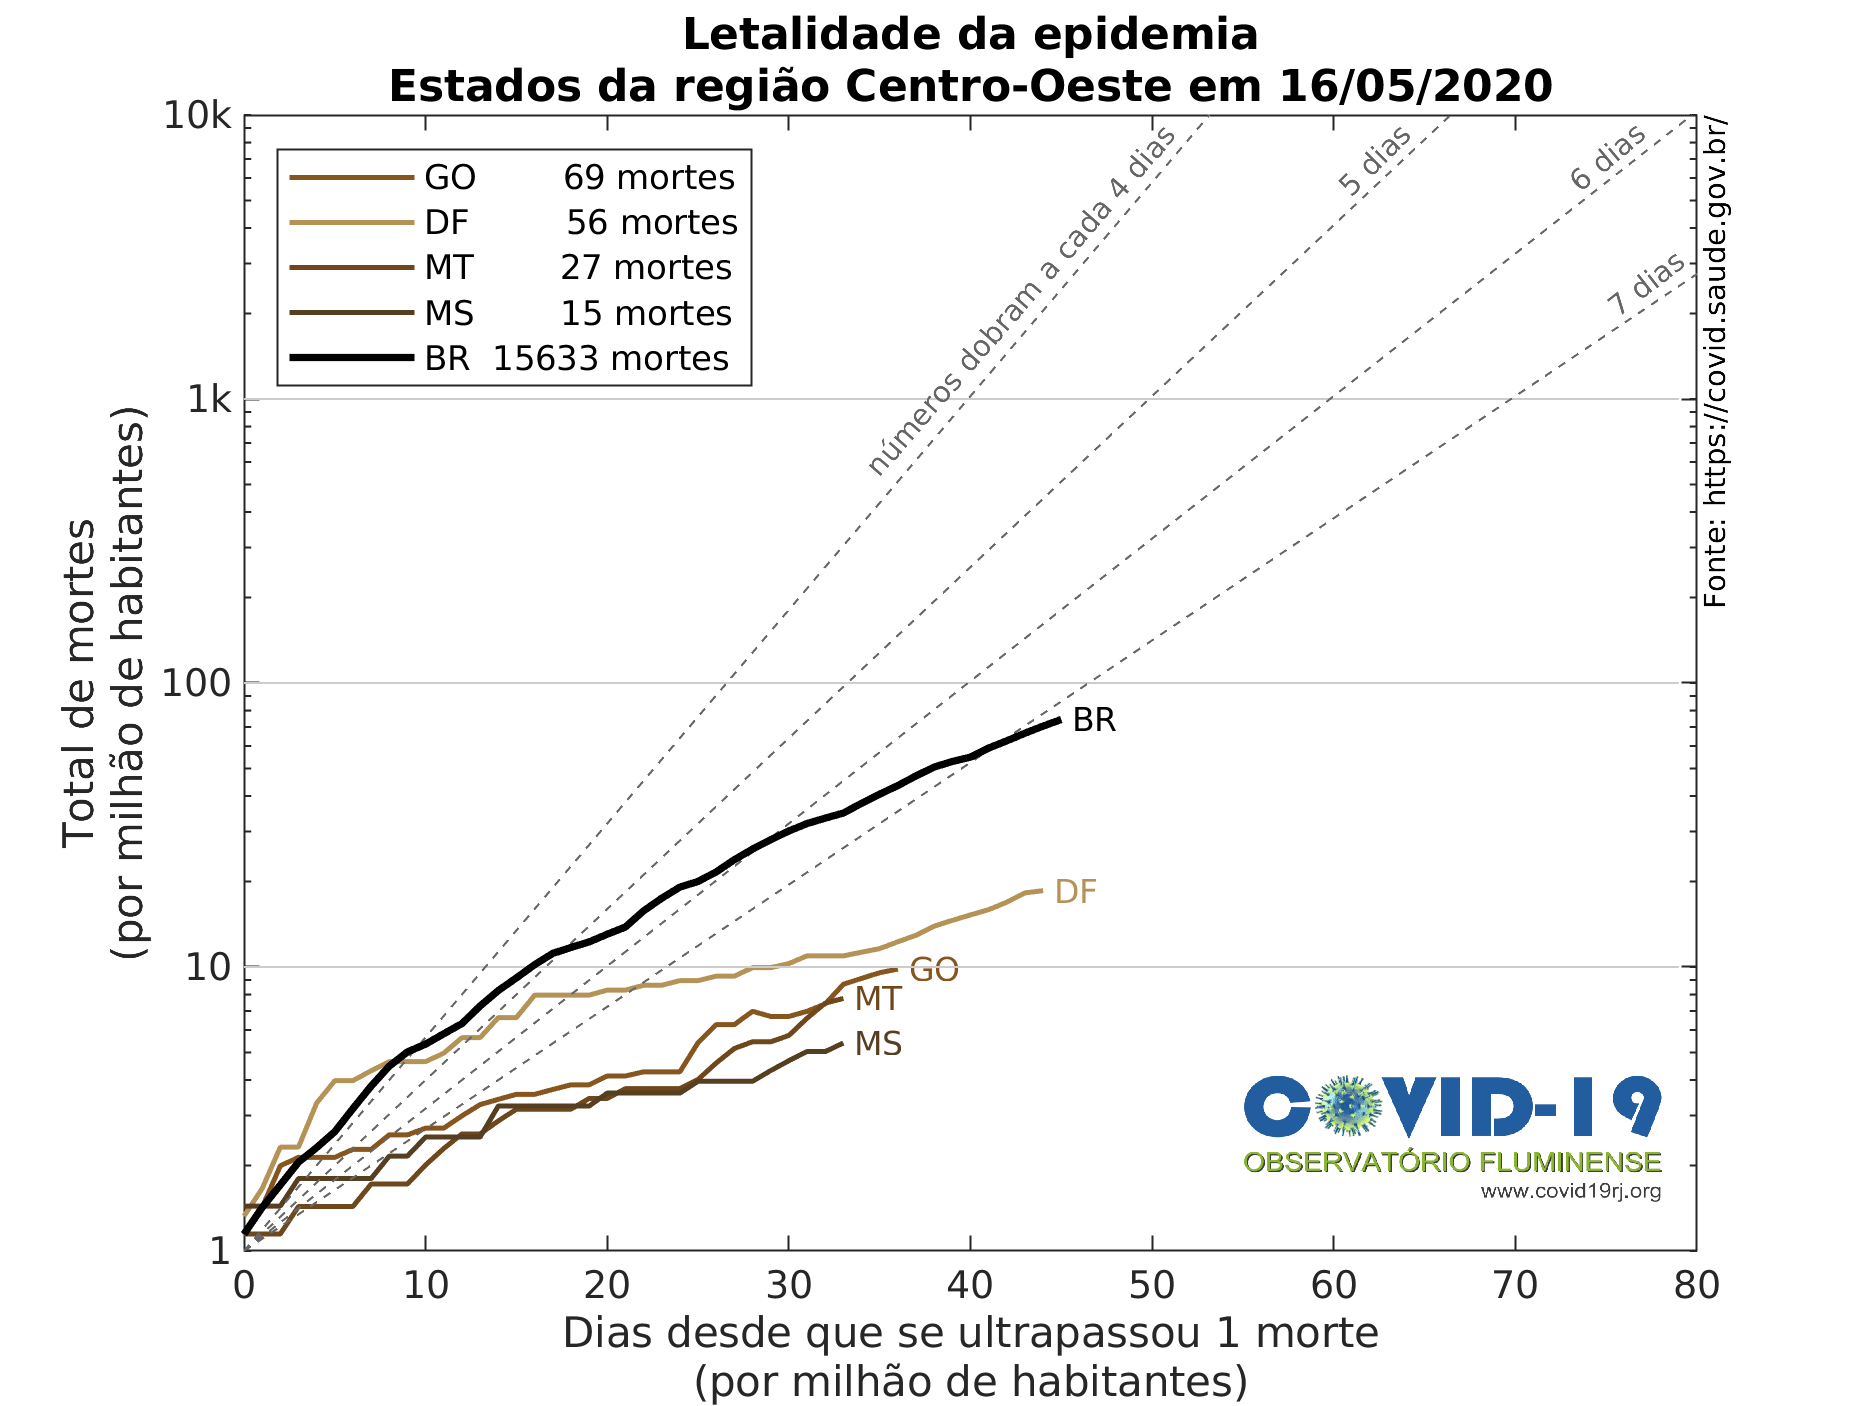 Letalidade da epidemia
Estados da região Centro-Oeste em 16/05/2020
10k
1k
100
10
1
Total de mortes
(por milhão de habitantes)
GO 69 mortes
DF 56 mortes
MT 27 mortes
MS 15 mortes
BR 15633 mortes
números dobram a cada 4 dias
5 dias
6 dias
7 dias
Fonte: https://covid.saude.gov.br/
BR
DF
GO
MT
MS
COVID-19
OBSERVATÓRIO FLUMINENSE
www.covid19rj.org
0 10 20 30 40 50 60 70 80
Dias desde que se ultrapassou 1 morte
(por milhão de habitantes)